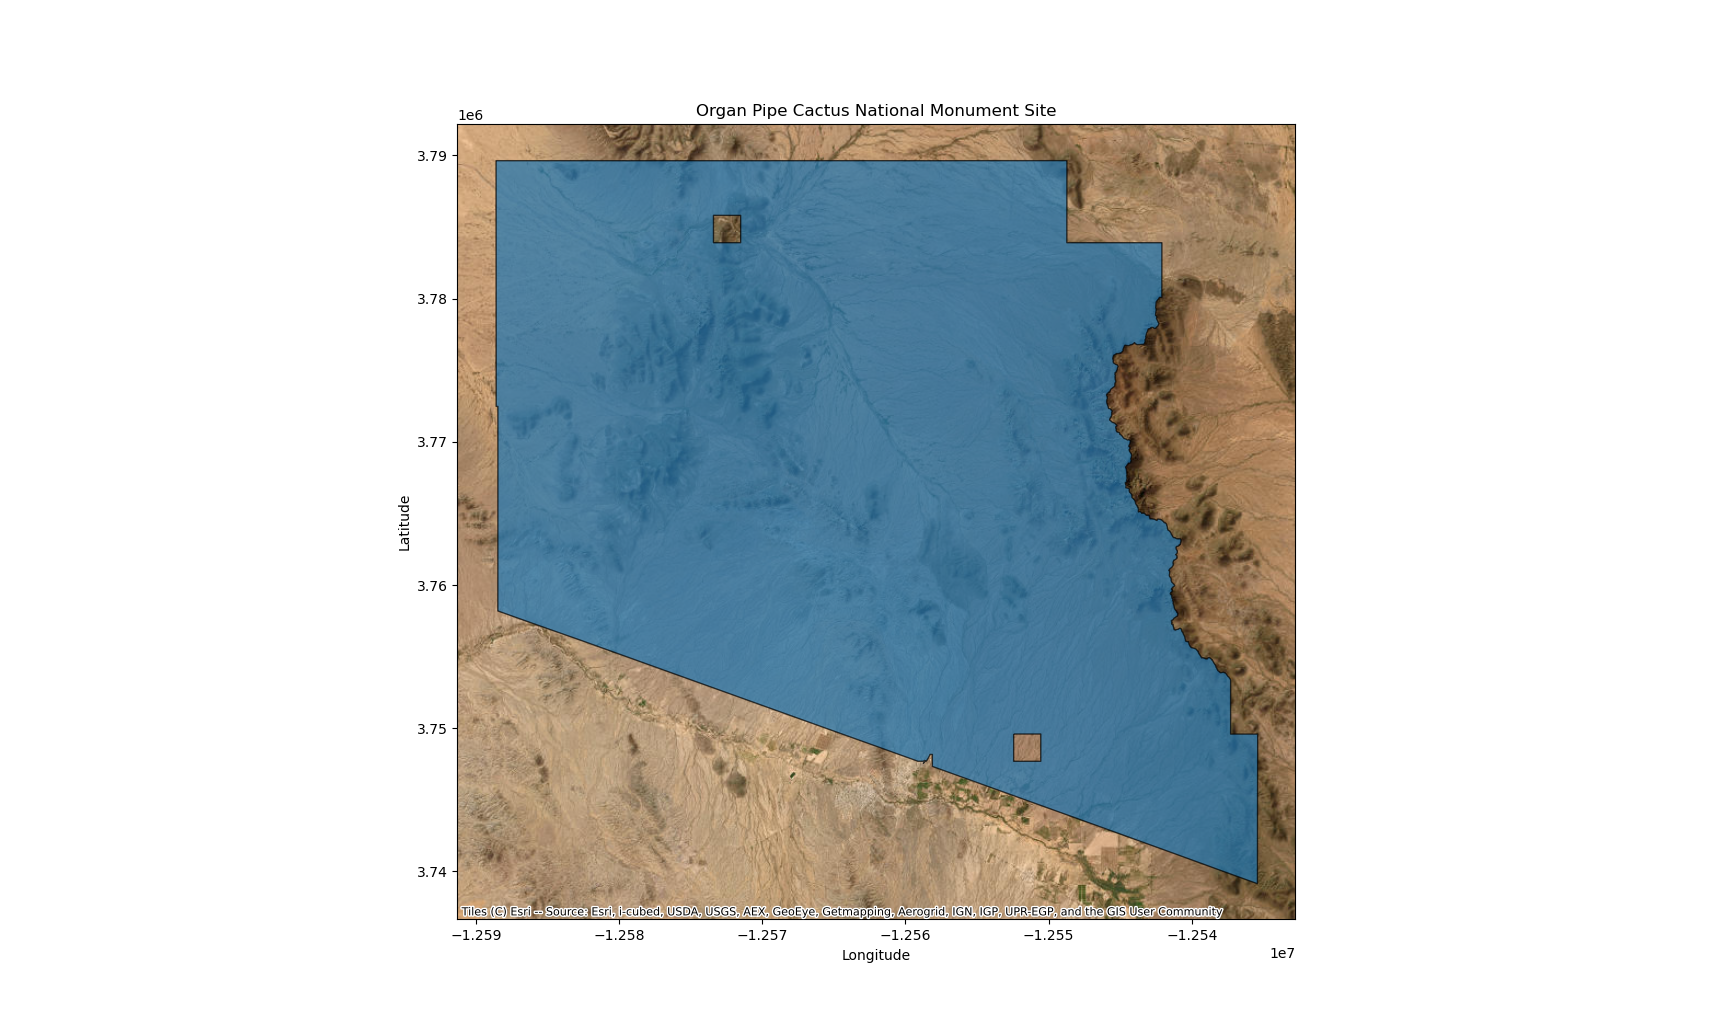 Organ Pipe Cactus National Monument Site
1e6
3.79
3.78
3.77
3.76
3.75
3.74
Latitude
Tiles (C) Esri -- Source: Esri, i-cubed, USDA, USGS, AEX, GeoEye, Getmapping, Aerogrid, IGN, IGP, UPR-EGP, and the GIS User Community
−1.259 −1.258 −1.257 −1.256 −1.255 −1.254
1e7
Longitude